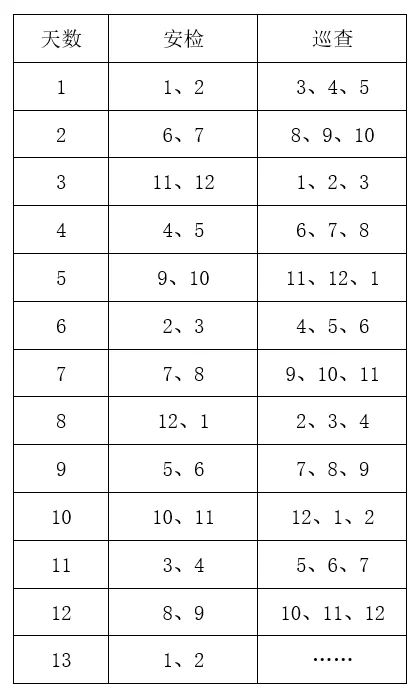 天数 安检 巡查
1 1、2 3、4、5
2 6、7 8、9、10
3 11、12 1、2、3
4 4、5 6、7、8
5 9、10 11、12、1
6 2、3 4、5、6
7 7、8 9、10、11
8 12、1 2、3、4
9 5、6 7、8、9
10 10、11 12、1、2
11 3、4 5、6、7
12 8、9 10、11、12
13 1、2 ……